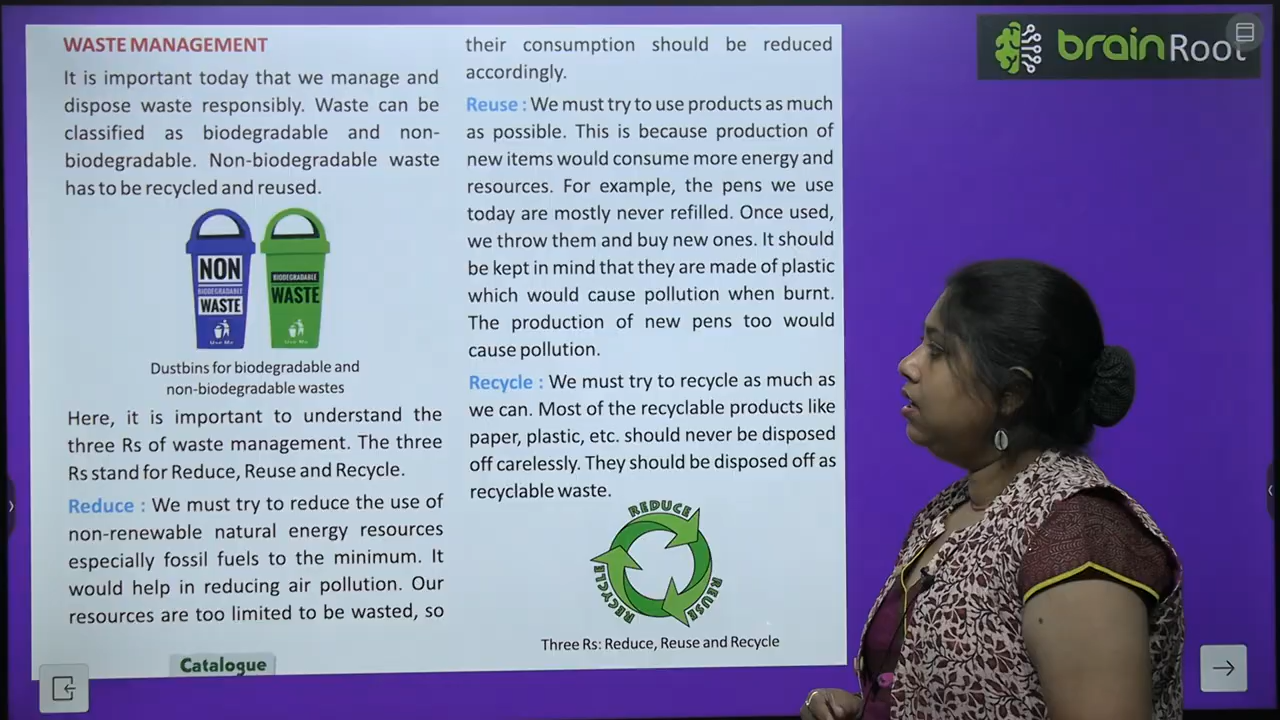 WASTE MANAGEMENT
It is important today that we manage and
dispose waste responsibly. Waste can be
classified as biodegradable and non-
biodegradable. Non-biodegradable waste
has to be recycled and reused.
NON
BIODEGRADABLE
WASTE
Use Me
BIODEGRADABLE
WASTE
Use Me
Dustbins for biodegradable and
non-biodegradable wastes
Here, it is important to understand the
three Rs of waste management. The three
Rs stand for Reduce, Reuse and Recycle.
Reduce : We must try to reduce the use of
non-renewable natural energy resources
especially fossil fuels to the minimum. It
would help in reducing air pollution. Our
resources are too limited to be wasted, so
Catalogue
their consumption should be reduced
accordingly.
Reuse : We must try to use products as much
as possible. This is because production of
new items would consume more energy and
resources. For example, the pens we use
today are mostly never refilled. Once used,
we throw them and buy new ones. It should
be kept in mind that they are made of plastic
which would cause pollution when burnt.
The production of new pens too would
cause pollution.
Recycle : We must try to recycle as much as
we can. Most of the recyclable products like
paper, plastic, etc. should never be disposed
off carelessly. They should be disposed off as
recyclable waste.
REDUCE
REUSE
RECYCLE
Three Rs: Reduce, Reuse and Recycle
brainRoot